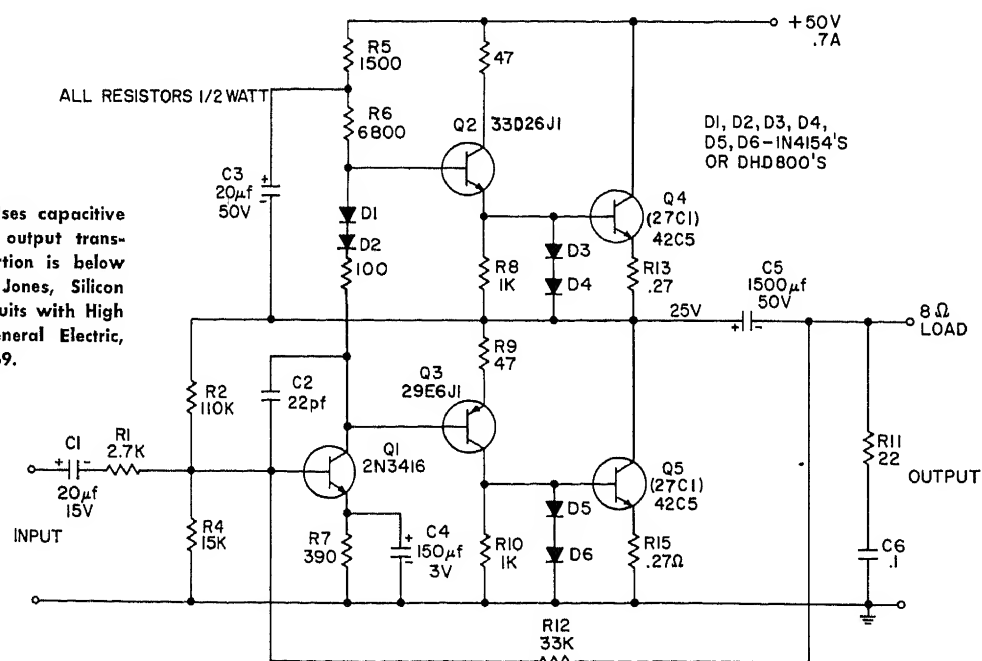 +50V
.7A
R5
1500
47
ALL RESISTORS 1/2 WATT
R6
6800
Q2
33D26J1
D1, D2, D3, D4,
D5, D6-1N4154'S
OR DHD800'S
C3
+
20µf
50V
-
D1
D2
100
Q4
(27C1)
42C5
ses capacitive
output trans-
tion is below
Jones, Silicon
uits with High
eneral Electric,
9.
R8
1K
D3
D4
R13
.27
C5
1500µf
50V
25V
+ -
8Ω
LOAD
R9
47
R2
110K
C2
22pf
Q3
29E6J1
C1
+ -
20µf
15V
R1
2.7K
Q1
2N3416
Q5
(27C1)
42C5
R11
22
OUTPUT
INPUT
R4
15K
R7
390
C4
+
150µf
-
3V
R10
1K
D5
D6
R15
.27Ω
C6
.1
R12
33K